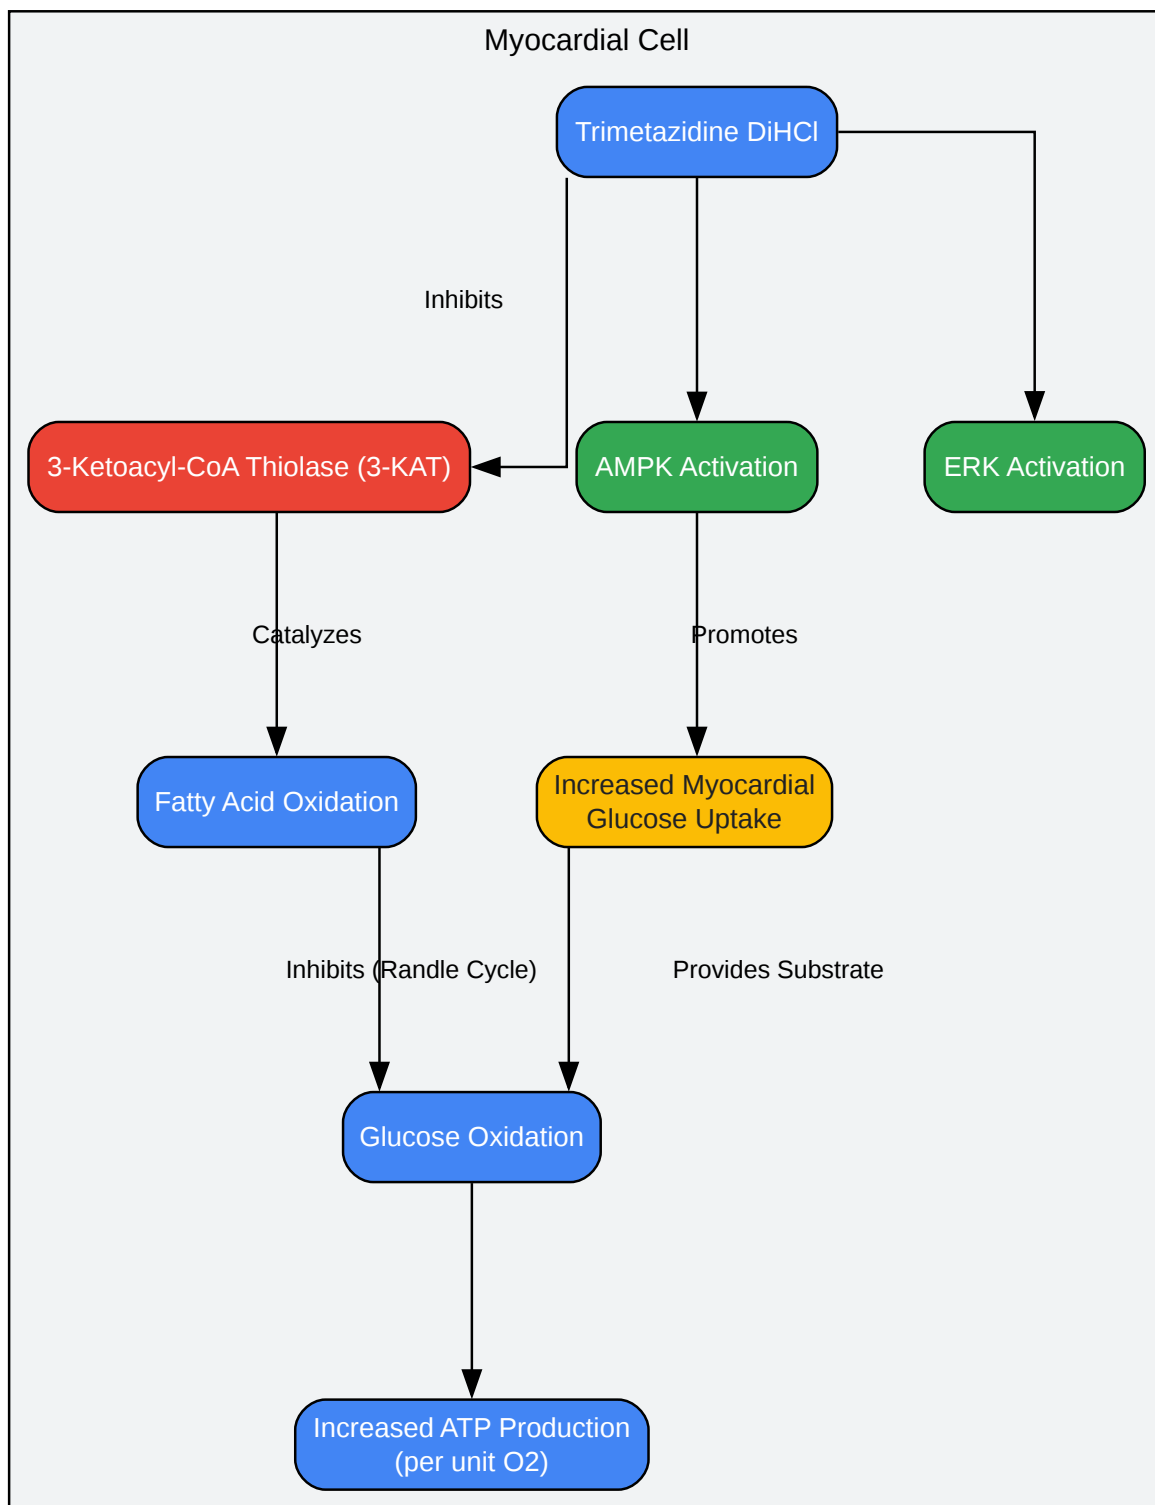 Myocardial Cell
Trimetazidine DiHCl
Inhibits
3-Ketoacyl-CoA Thiolase (3-KAT)
AMPK Activation
ERK Activation
Catalyzes
Promotes
Fatty Acid Oxidation
Increased Myocardial
Glucose Uptake
Inhibits (Randle Cycle)
Provides Substrate
Glucose Oxidation
Increased ATP Production
(per unit O2)